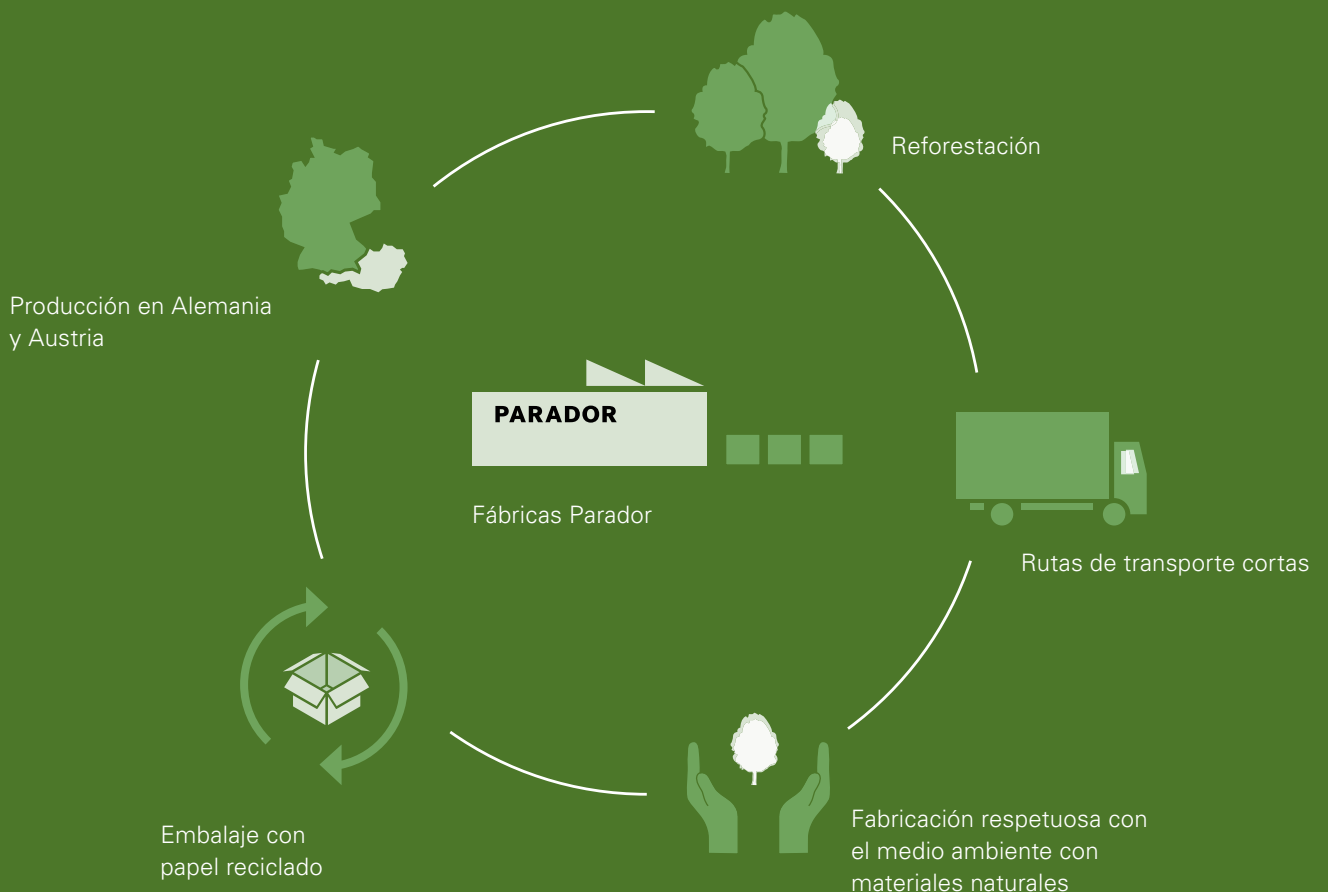 Reforestación
Producción en Alemania
y Austria
PARADOR
Fábricas Parador
Rutas de transporte cortas
Embalaje con
papel reciclado
Fabricación respetuosa con
el medio ambiente con
materiales naturales